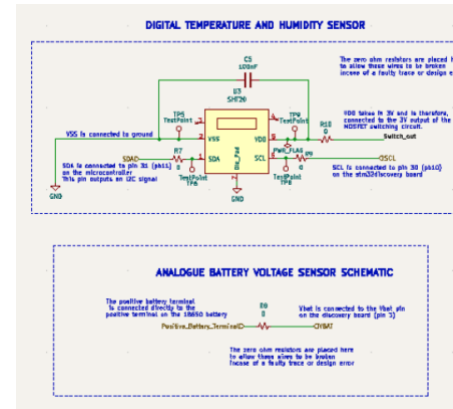 DIGITAL TEMPERATURE AND HUMIDITY SENSOR
C5
100nF
The zero ohm resistors are placed
to allow these wires to be broken
incase of a faulty trace or design e
U3
SHT20
TP5
TestPoint
TP9
TestPoint
R10
0
VDD takes in 3V and is therefore,
connected to the 3V output of the
MOSFET switching circuit.
VSS is connected to ground
2
VSS
VDD
5
Switch_out
PWR_FLAG
SDA
R7
0
1
SDA
SCL
6
R9
SCL
SDA is connected to pin 31 (pb11)
on the microcontroller
This pin outputs an I2C signal
TestPoint
TP6
Die_Pad
7
TestPoint
TP8
SCL is connected to pin 30 (pb10)
on the stm32discovery board
GND
GND
ANALOGUE BATTERY VOLTAGE SENSOR SCHEMATIC
The positive battery terminal
is connected directly to the
positive terminal on the 18650 battery
0
Vbat is connected to the Vbat pin
on the discovery board (pin 1)
Positive_Battery_Terminal
VBAT
The zero ohm resistors are placed here
to allow these wires to be broken
incase of a faulty trace or design error